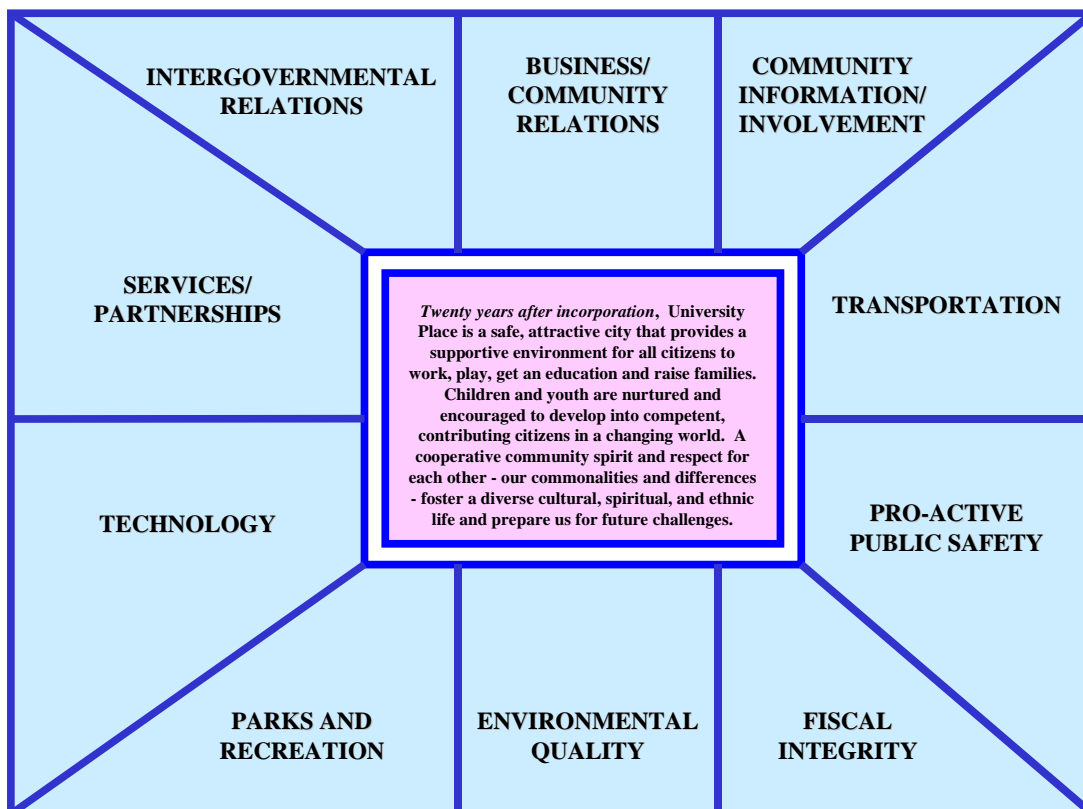 INTERGOVERNMENTAL
RELATIONS
BUSINESS/
COMMUNITY
RELATIONS
COMMUNITY
INFORMATION/
INVOLVEMENT
SERVICES/
PARTNERSHIPS
Twenty years after incorporation, University
Place is a safe, attractive city that provides a
supportive environment for all citizens to
work, play, get an education and raise families.
Children and youth are nurtured and
encouraged to develop into competent,
contributing citizens in a changing world. A
cooperative community spirit and respect for
each other - our commonalities and differences
- foster a diverse cultural, spiritual, and ethnic
life and prepare us for future challenges.
TRANSPORTATION
TECHNOLOGY
PRO-ACTIVE
PUBLIC SAFETY
PARKS AND
RECREATION
ENVIRONMENTAL
QUALITY
FISCAL
INTEGRITY